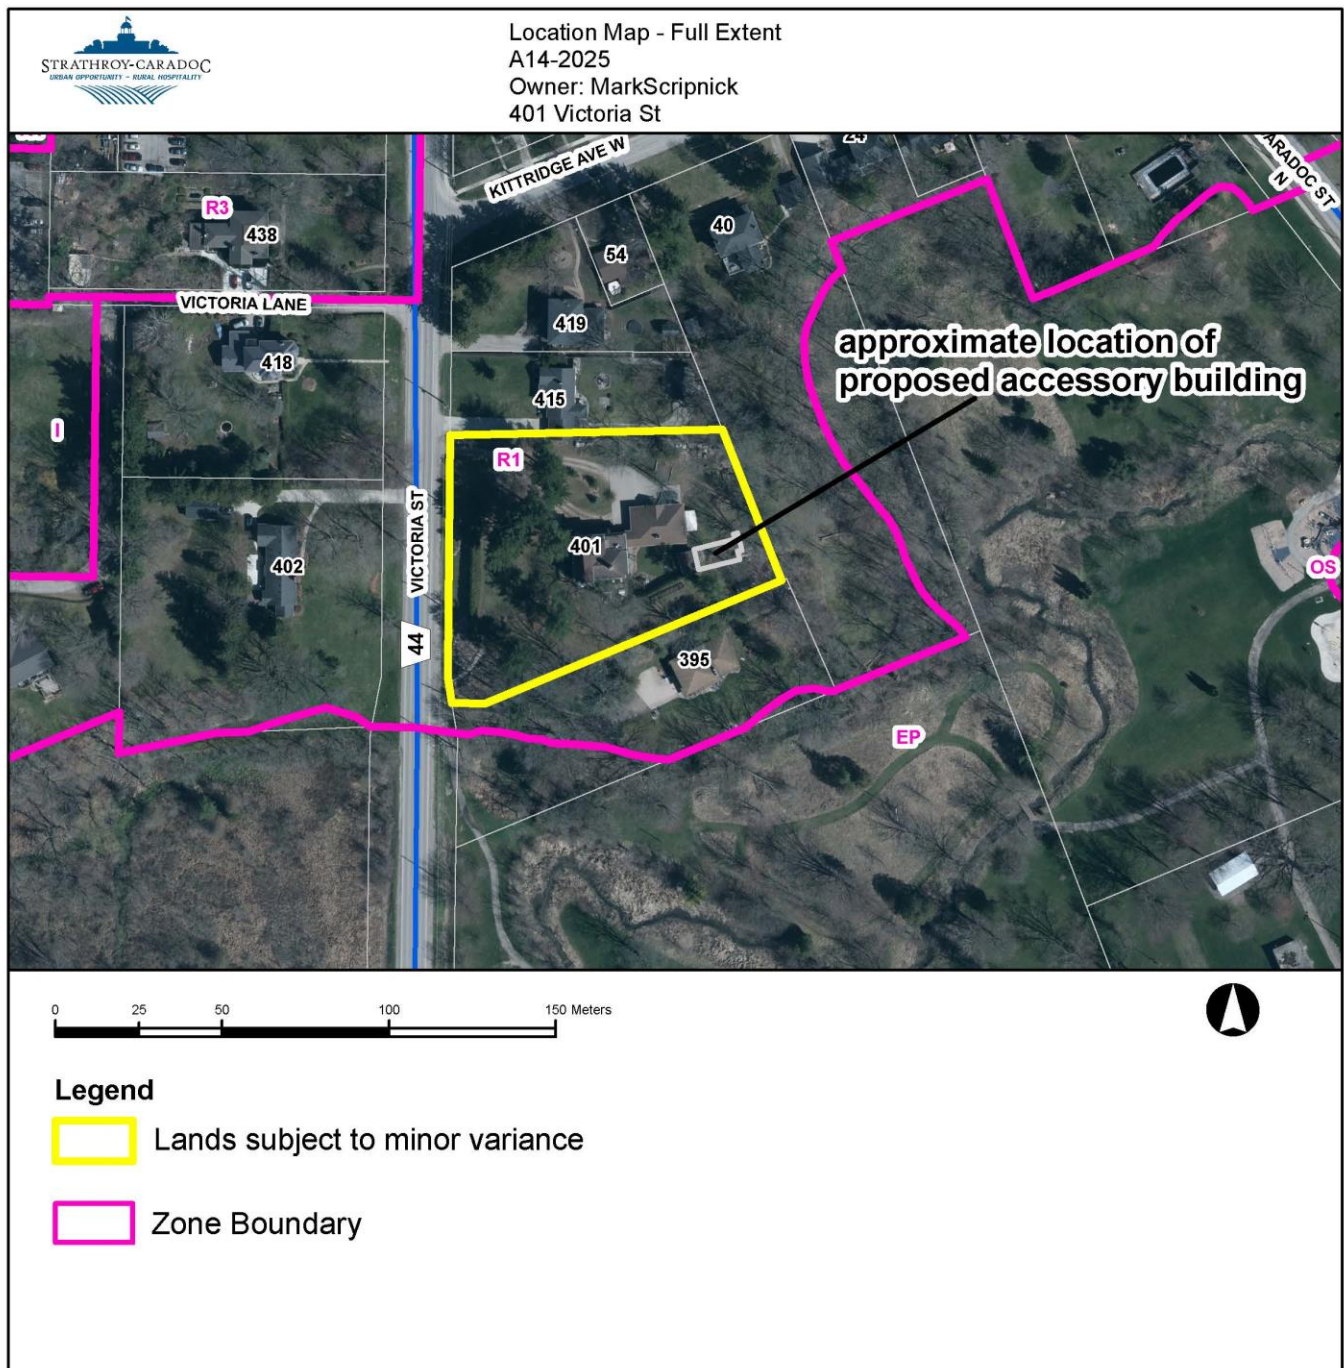 STRATHROY-CARADOC
URBAN OPPORTUNITY ~ RURAL HOSPITALITY
Location Map - Full Extent
A14-2025
Owner: MarkScripnick
401 Victoria St
KITTRIDGE AVE W
24
ARADOC ST
N
R3
438
40
54
VICTORIA LANE
419
418
approximate location of
proposed accessory building
415
I
R1
VICTORIA ST
401
402
OS
44
395
EP
0 25 50 100 150 Meters
Legend
Lands subject to minor variance
Zone Boundary